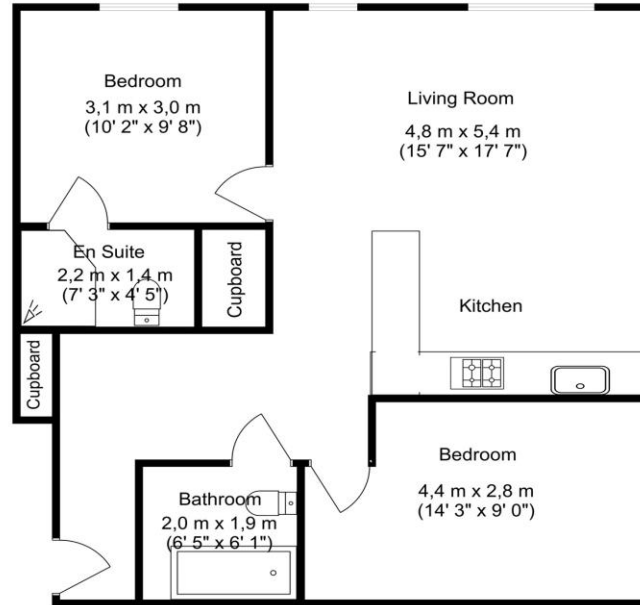 Bedroom
3,1 m x 3,0 m
(10' 2" x 9' 8")
Living Room
4,8 m x 5,4 m
(15' 7" x 17' 7")
En Suite
2,2 m x 1,4 m
(7' 3" x 4' 5")
Cupboard
Kitchen
Cupboard
Bedroom
4,4 m x 2,8 m
(14' 3" x 9' 0")
Bathroom
2,0 m x 1,9 m
(6' 5" x 6' 1")